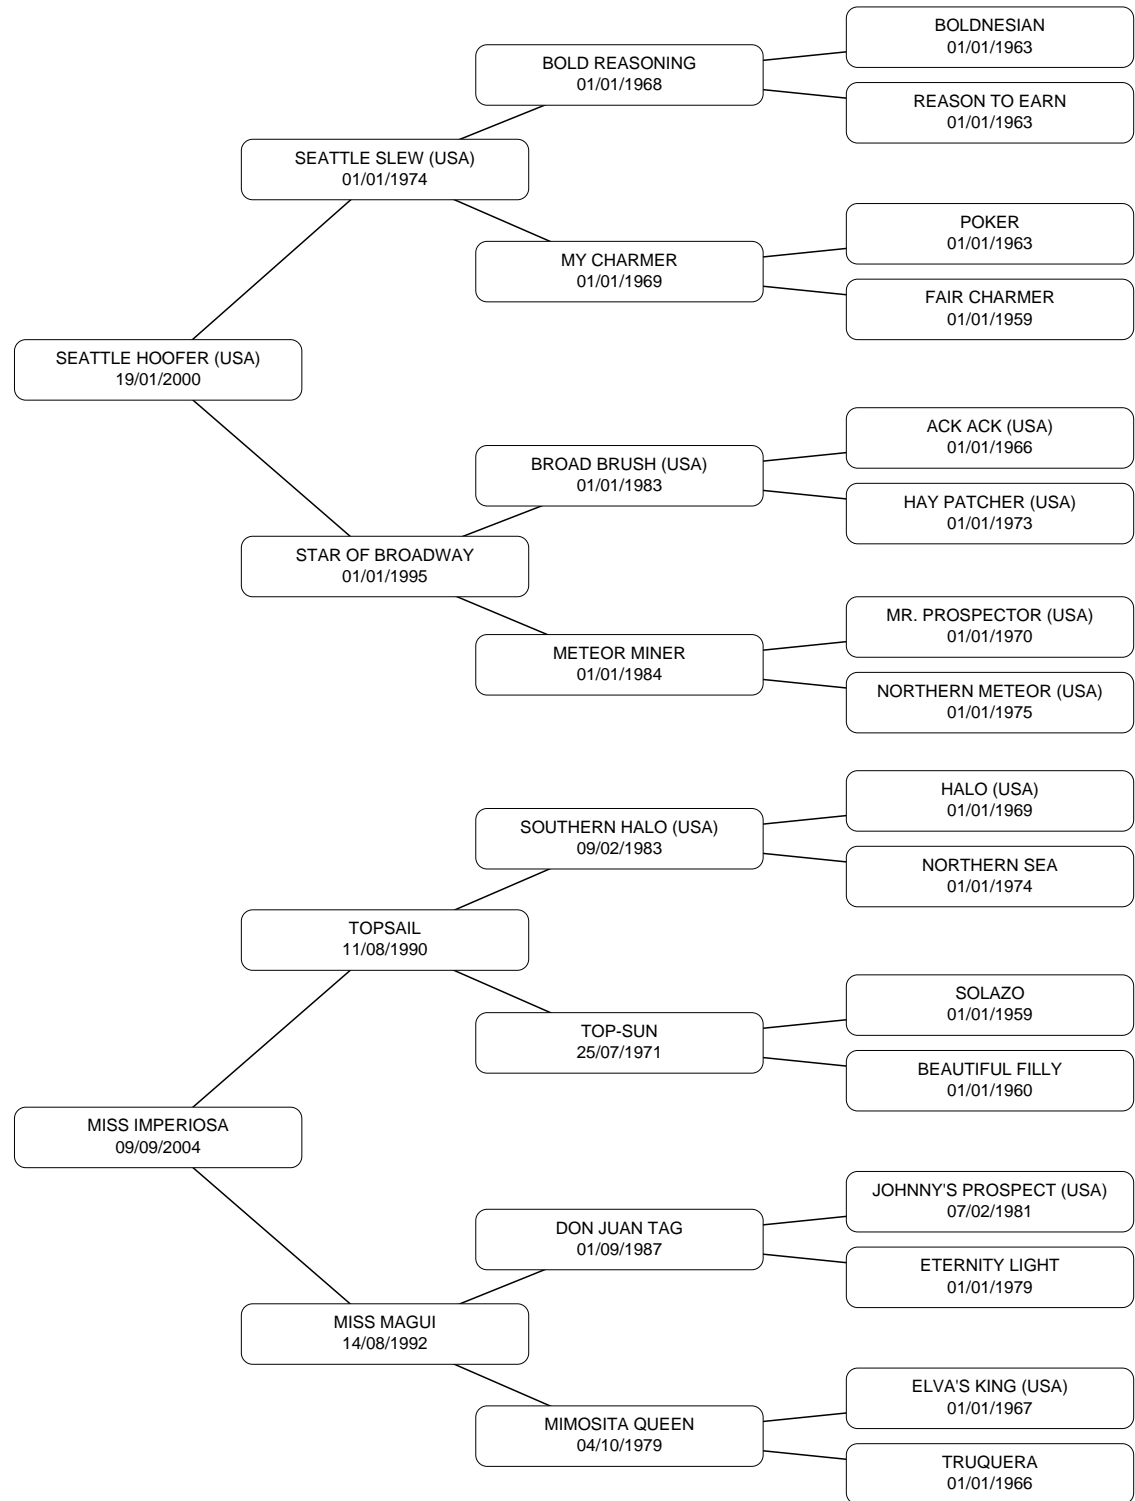 BOLDNESIAN
01/01/1963
BOLD REASONING
01/01/1968
REASON TO EARN
01/01/1963
SEATTLE SLEW (USA)
01/01/1974
POKER
01/01/1963
MY CHARMER
01/01/1969
FAIR CHARMER
01/01/1959
SEATTLE HOOFER (USA)
19/01/2000
ACK ACK (USA)
01/01/1966
BROAD BRUSH (USA)
01/01/1983
HAY PATCHER (USA)
01/01/1973
STAR OF BROADWAY
01/01/1995
MR. PROSPECTOR (USA)
01/01/1970
METEOR MINER
01/01/1984
NORTHERN METEOR (USA)
01/01/1975
HALO (USA)
01/01/1969
SOUTHERN HALO (USA)
09/02/1983
NORTHERN SEA
01/01/1974
TOPSAIL
11/08/1990
SOLAZO
01/01/1959
TOP-SUN
25/07/1971
BEAUTIFUL FILLY
01/01/1960
MISS IMPERIOSA
09/09/2004
JOHNNY'S PROSPECT (USA)
07/02/1981
DON JUAN TAG
01/09/1987
ETERNITY LIGHT
01/01/1979
MISS MAGUI
14/08/1992
ELVA'S KING (USA)
01/01/1967
MIMOSITA QUEEN
04/10/1979
TRUQUERA
01/01/1966